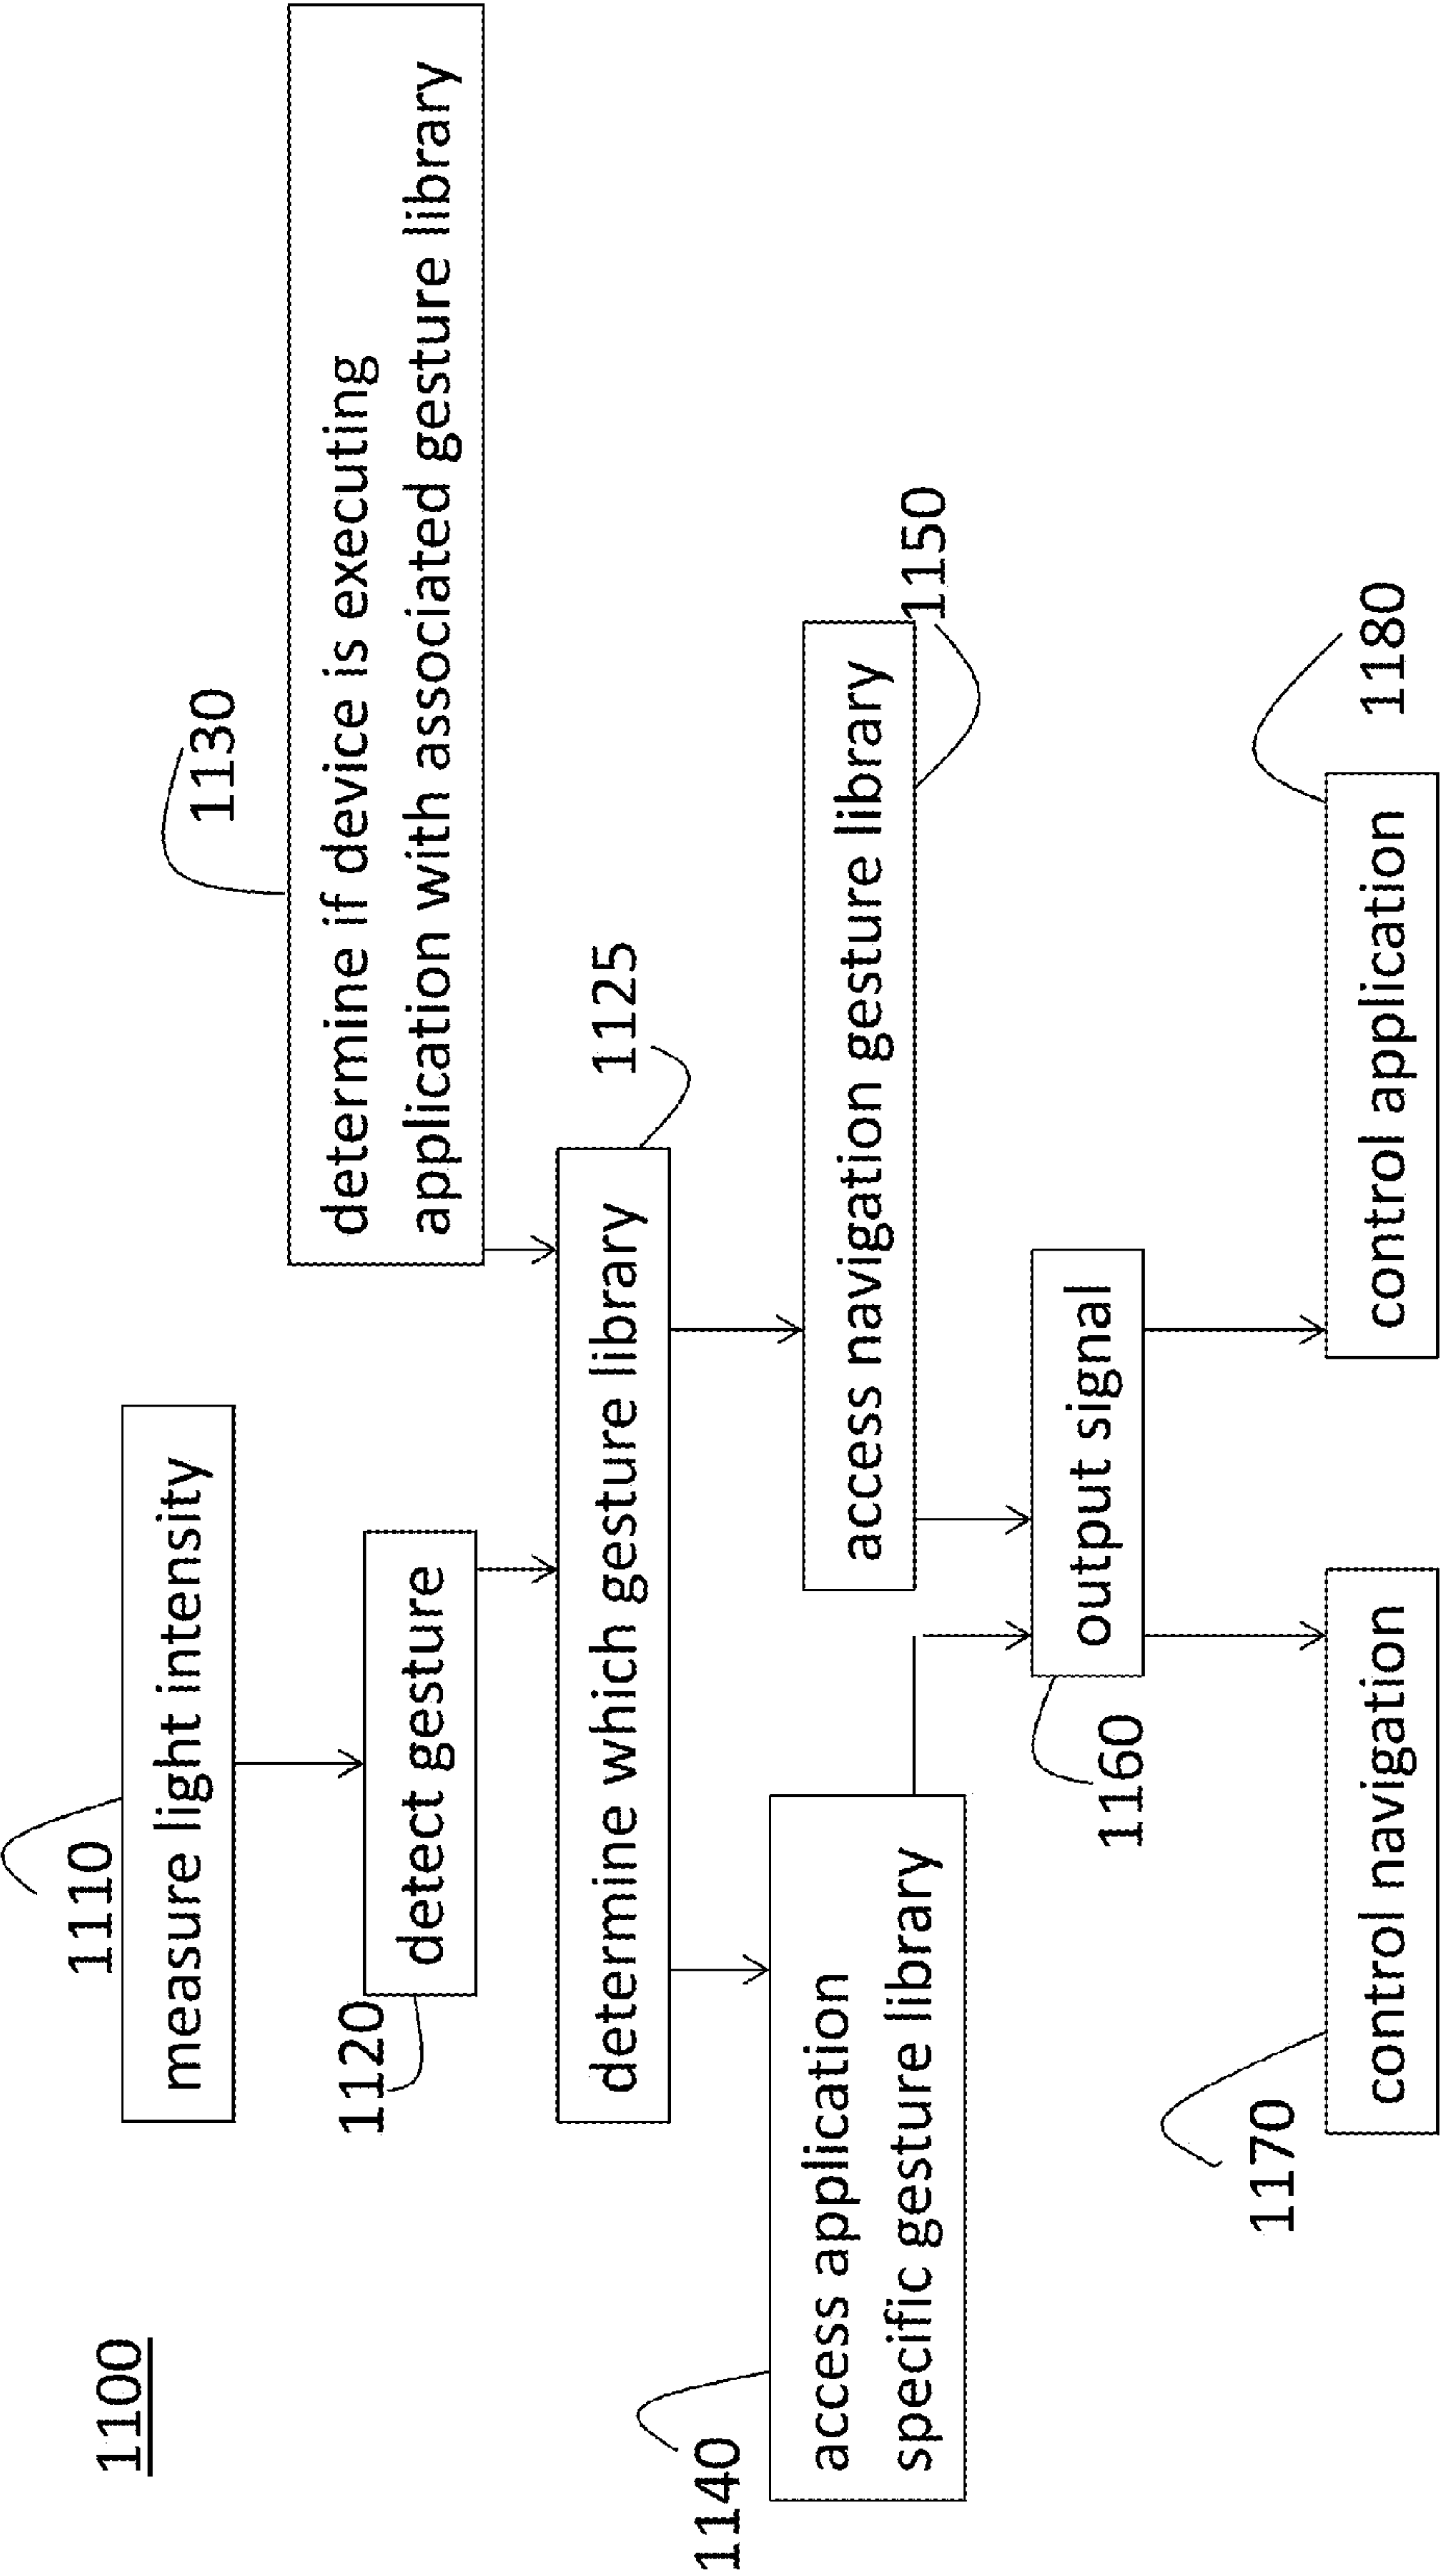 1100
1110
measure light intensity
1120
detect gesture
1130
determine if device is executing
application with associated gesture library
1125
determine which gesture library
1140
access application
specific gesture library
1150
access navigation gesture library
1160
output signal
1170
control navigation
1180
control application